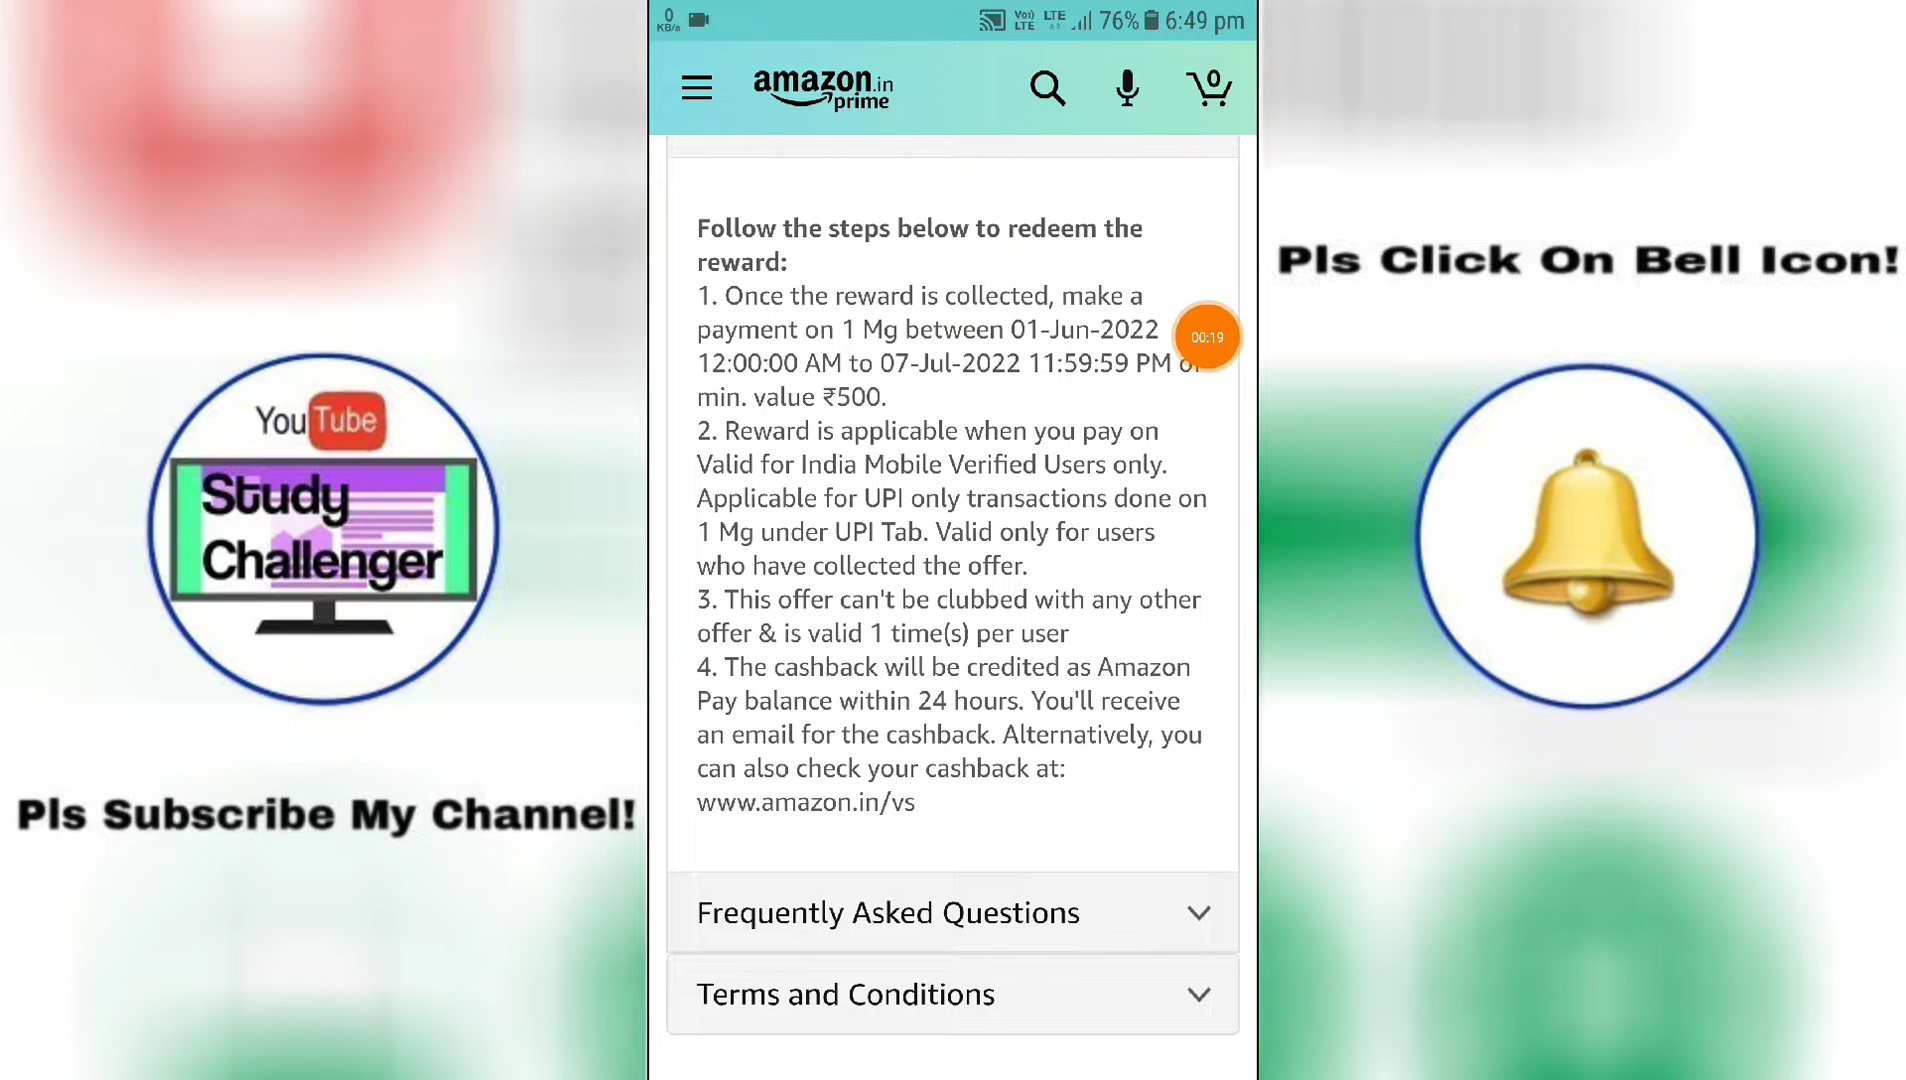 0
KB/s
Vo))
LTE
LTE
76%
6:49 pm
amazon.in
prime
0
Follow the steps below to redeem the
reward:
1. Once the reward is collected, make a
payment on 1 Mg between 01-Jun-2022
12:00:00 AM to 07-Jul-2022 11:59:59 PM of
min. value ₹500.
2. Reward is applicable when you pay on
Valid for India Mobile Verified Users only.
Applicable for UPI only transactions done on
1 Mg under UPI Tab. Valid only for users
who have collected the offer.
3. This offer can't be clubbed with any other
offer & is valid 1 time(s) per user
4. The cashback will be credited as Amazon
Pay balance within 24 hours. You'll receive
an email for the cashback. Alternatively, you
can also check your cashback at:
www.amazon.in/vs
00:19
Frequently Asked Questions
Terms and Conditions
YouTube
Study
Challenger
Pls Subscribe My Channel!
Pls Click On Bell Icon!